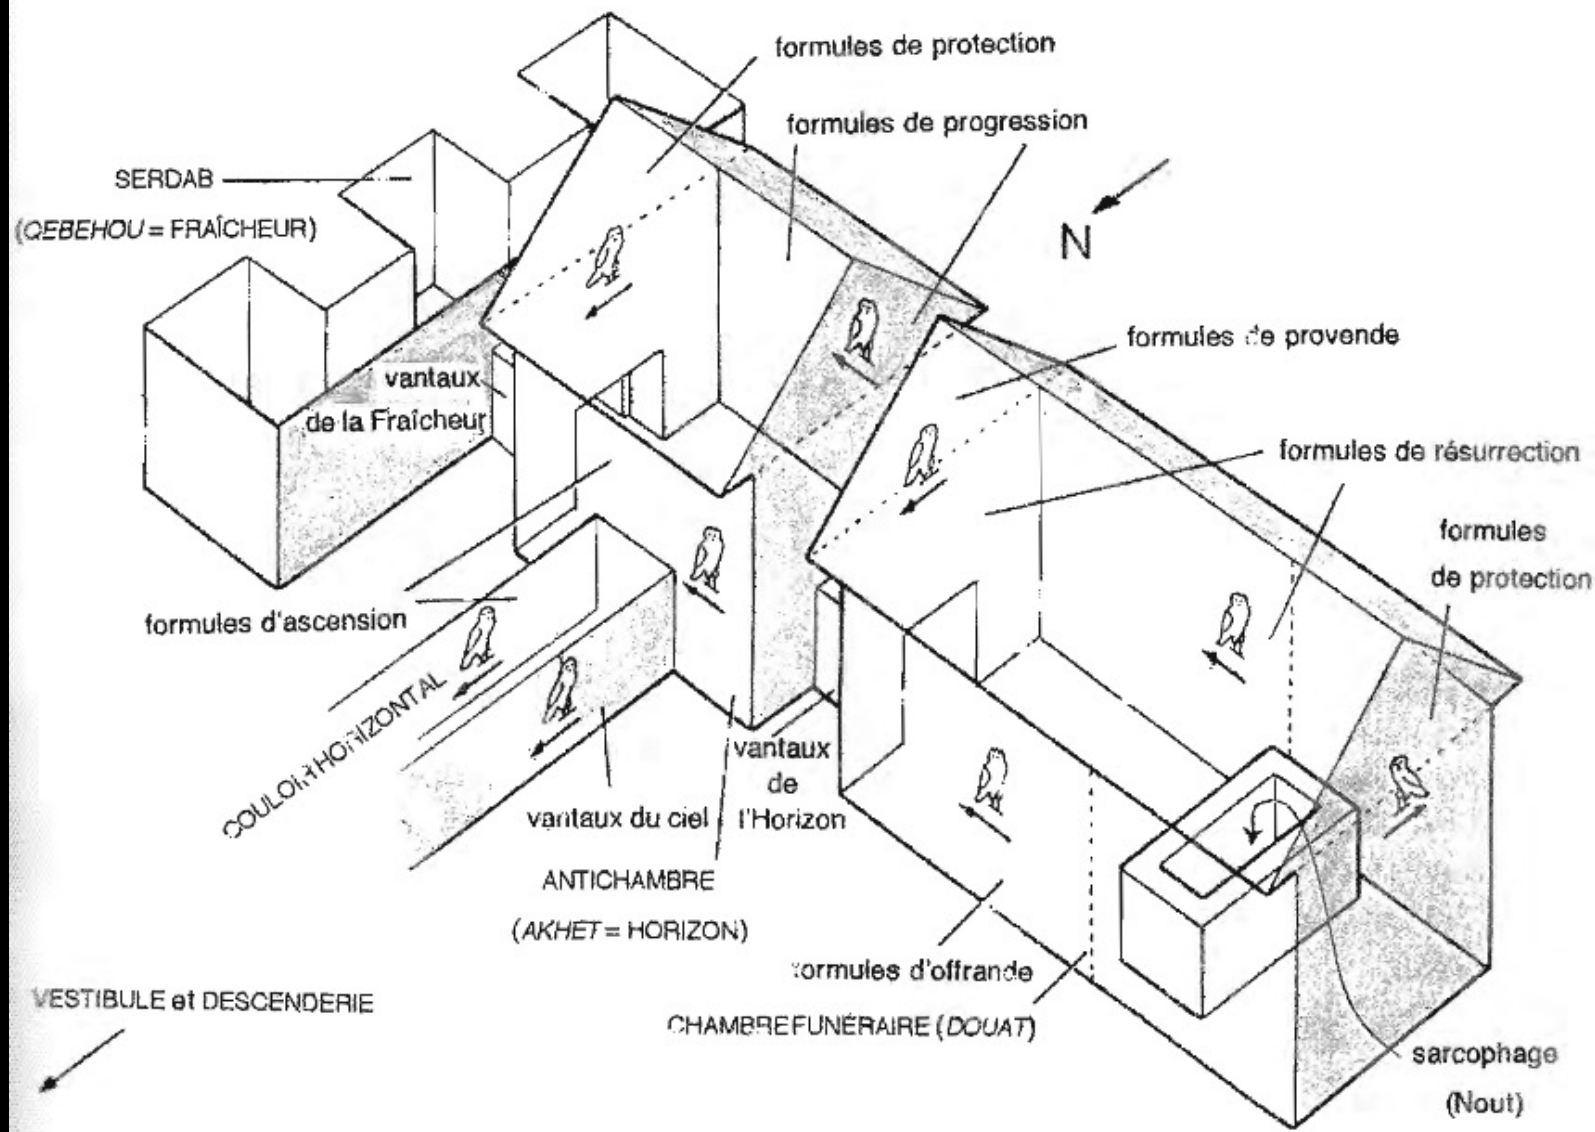 formules de protection
formules de progression
SERDAB
(QEBEHOU = FRAÎCHEUR)
N
formules de provende
vantaux
de la Fraîcheur
formules de résurrection
formules
de protection
formules d'ascension
COULOIR HORIZONTAL
vantaux
de
l'Horizon
vantaux du ciel
ANTICHAMBRE
(AKHET = HORIZON)
formules d'offrande
VESTIBULE et DESCENDERIE
CHAMBRE FUNÉRAIRE (DOUAT)
sarcophage
(Nout)